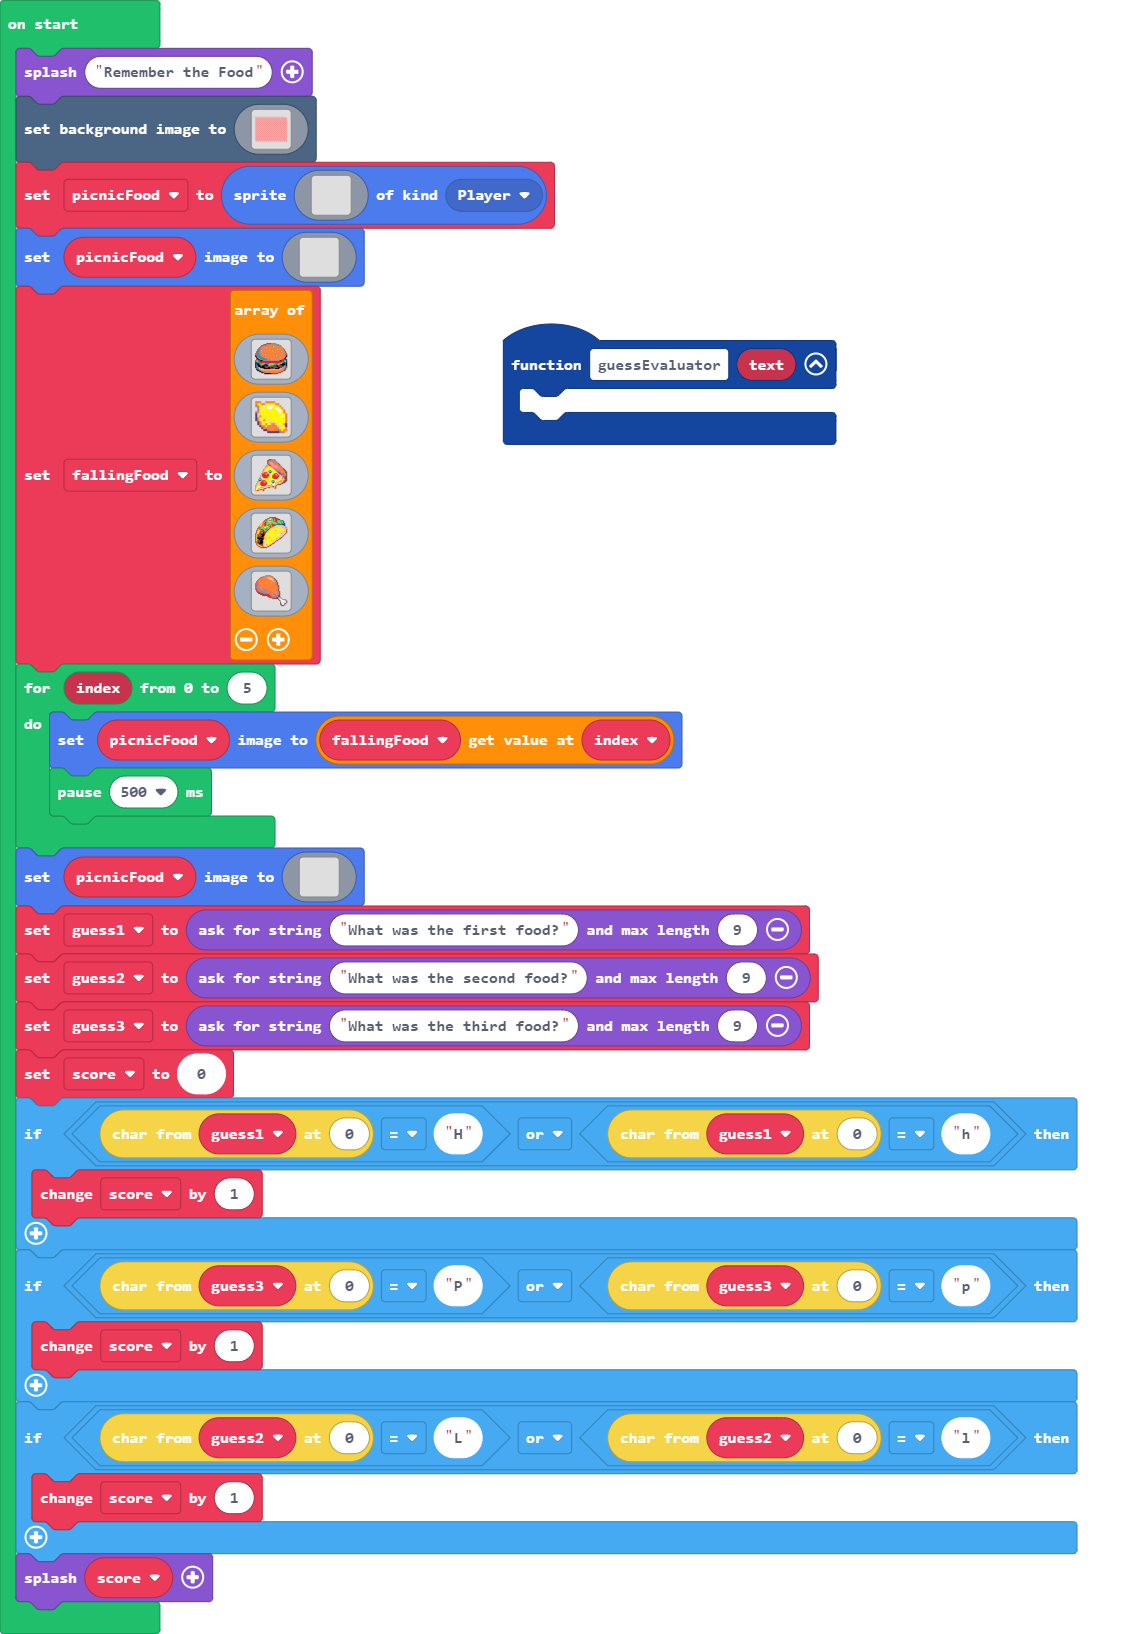 on start
splash "Remember the Food"
set background image to
set picnicFood to sprite of kind Player
set picnicFood image to
array of
function guessEvaluator text
set fallingFood to
for index from 0 to 5
do
set picnicFood image to fallingFood get value at index
pause 500 ms
set picnicFood image to
set guess1 to ask for string "What was the first food?" and max length 9
set guess2 to ask for string "What was the second food?" and max length 9
set guess3 to ask for string "What was the third food?" and max length 9
set score to 0
if char from guess1 at 0 = "H" or char from guess1 at 0 = "h" then
change score by 1
if char from guess3 at 0 = "P" or char from guess3 at 0 = "p" then
change score by 1
if char from guess2 at 0 = "L" or char from guess2 at 0 = "l" then
change score by 1
splash score